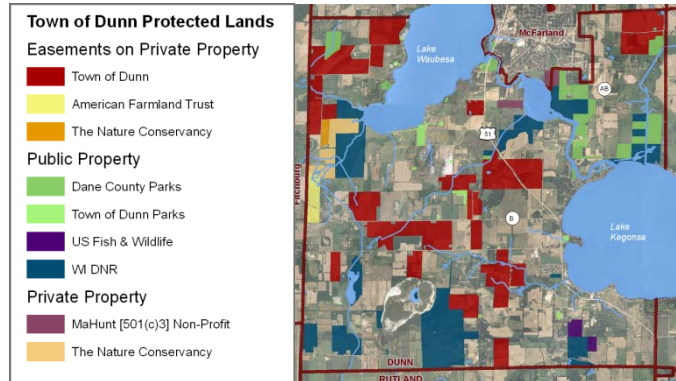 Town of Dunn Protected Lands
Easements on Private Property
Town of Dunn
American Farmland Trust
The Nature Conservancy
Public Property
Dane County Parks
Town of Dunn Parks
US Fish & Wildlife
WI DNR
Private Property
MaHunt [501(c)3] Non-Profit
The Nature Conservancy
Lake
Waubesa
McFarland
AB
51
Fitchburg
B
Lake
Kegonsa
DUNN
RUTLAND